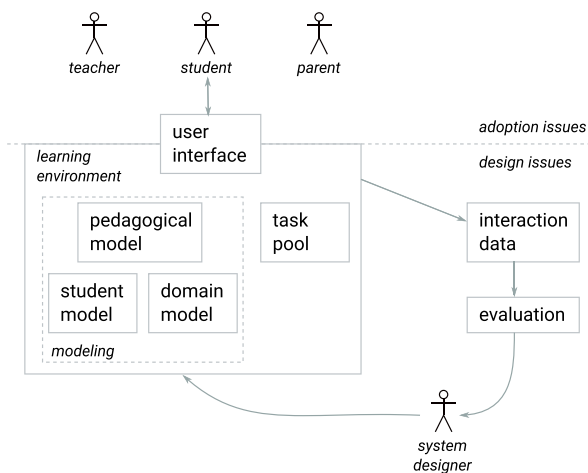 teacher
student
parent
user
interface
adoption issues
learning
environment
design issues
pedagogical
model
task
pool
interaction
data
student
model
domain
model
evaluation
modeling
system
designer